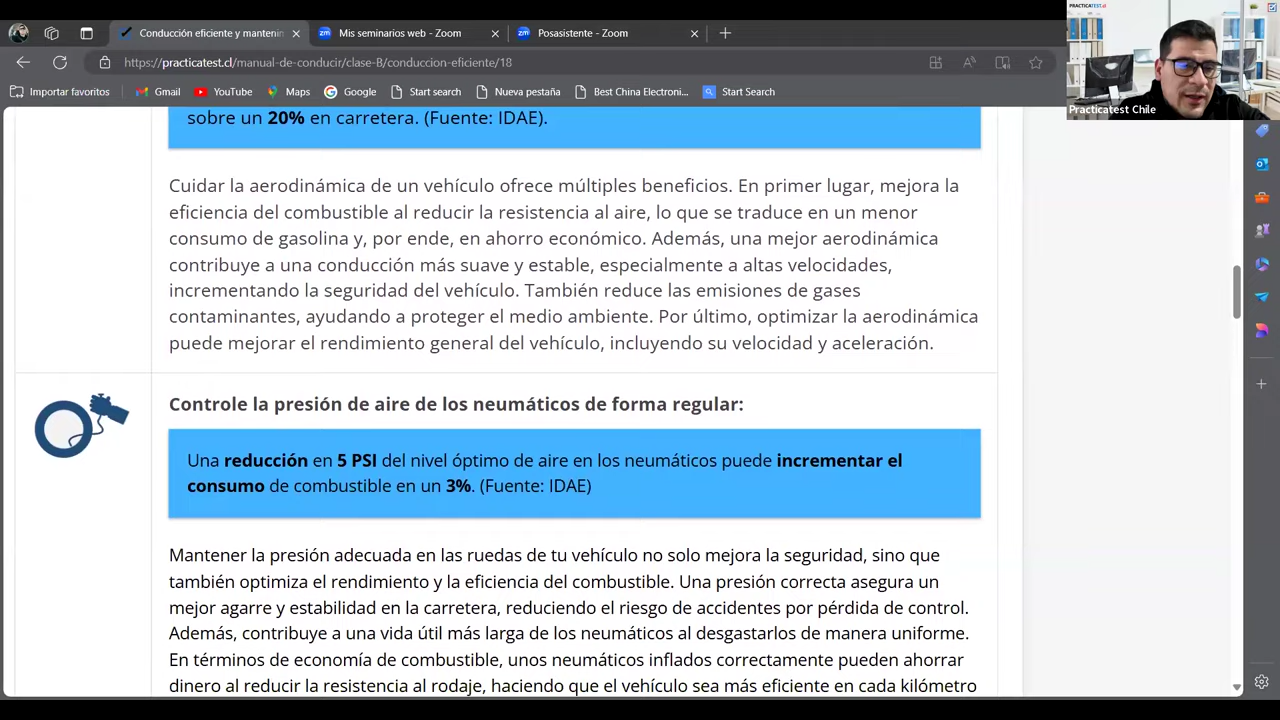 PRACTICATEST.cl
Conducción eficiente y mantenin
Mis seminarios web - Zoom
Posasistente - Zoom
https://practicatest.cl/manual-de-conducir/clase-B/conduccion-eficiente/18
Importar favoritos
Gmail
YouTube
Maps
Google
Start search
Nueva pestaña
Best China Electroni...
Start Search
Practicatest Chile
sobre un 20% en carretera. (Fuente: IDAE).
Cuidar la aerodinámica de un vehículo ofrece múltiples beneficios. En primer lugar, mejora la
eficiencia del combustible al reducir la resistencia al aire, lo que se traduce en un menor
consumo de gasolina y, por ende, en ahorro económico. Además, una mejor aerodinámica
contribuye a una conducción más suave y estable, especialmente a altas velocidades,
incrementando la seguridad del vehículo. También reduce las emisiones de gases
contaminantes, ayudando a proteger el medio ambiente. Por último, optimizar la aerodinámica
puede mejorar el rendimiento general del vehículo, incluyendo su velocidad y aceleración.
Controle la presión de aire de los neumáticos de forma regular:
Una reducción en 5 PSI del nivel óptimo de aire en los neumáticos puede incrementar el
consumo de combustible en un 3%. (Fuente: IDAE)
Mantener la presión adecuada en las ruedas de tu vehículo no solo mejora la seguridad, sino que
también optimiza el rendimiento y la eficiencia del combustible. Una presión correcta asegura un
mejor agarre y estabilidad en la carretera, reduciendo el riesgo de accidentes por pérdida de control.
Además, contribuye a una vida útil más larga de los neumáticos al desgastarlos de manera uniforme.
En términos de economía de combustible, unos neumáticos inflados correctamente pueden ahorrar
dinero al reducir la resistencia al rodaje, haciendo que el vehículo sea más eficiente en cada kilómetro